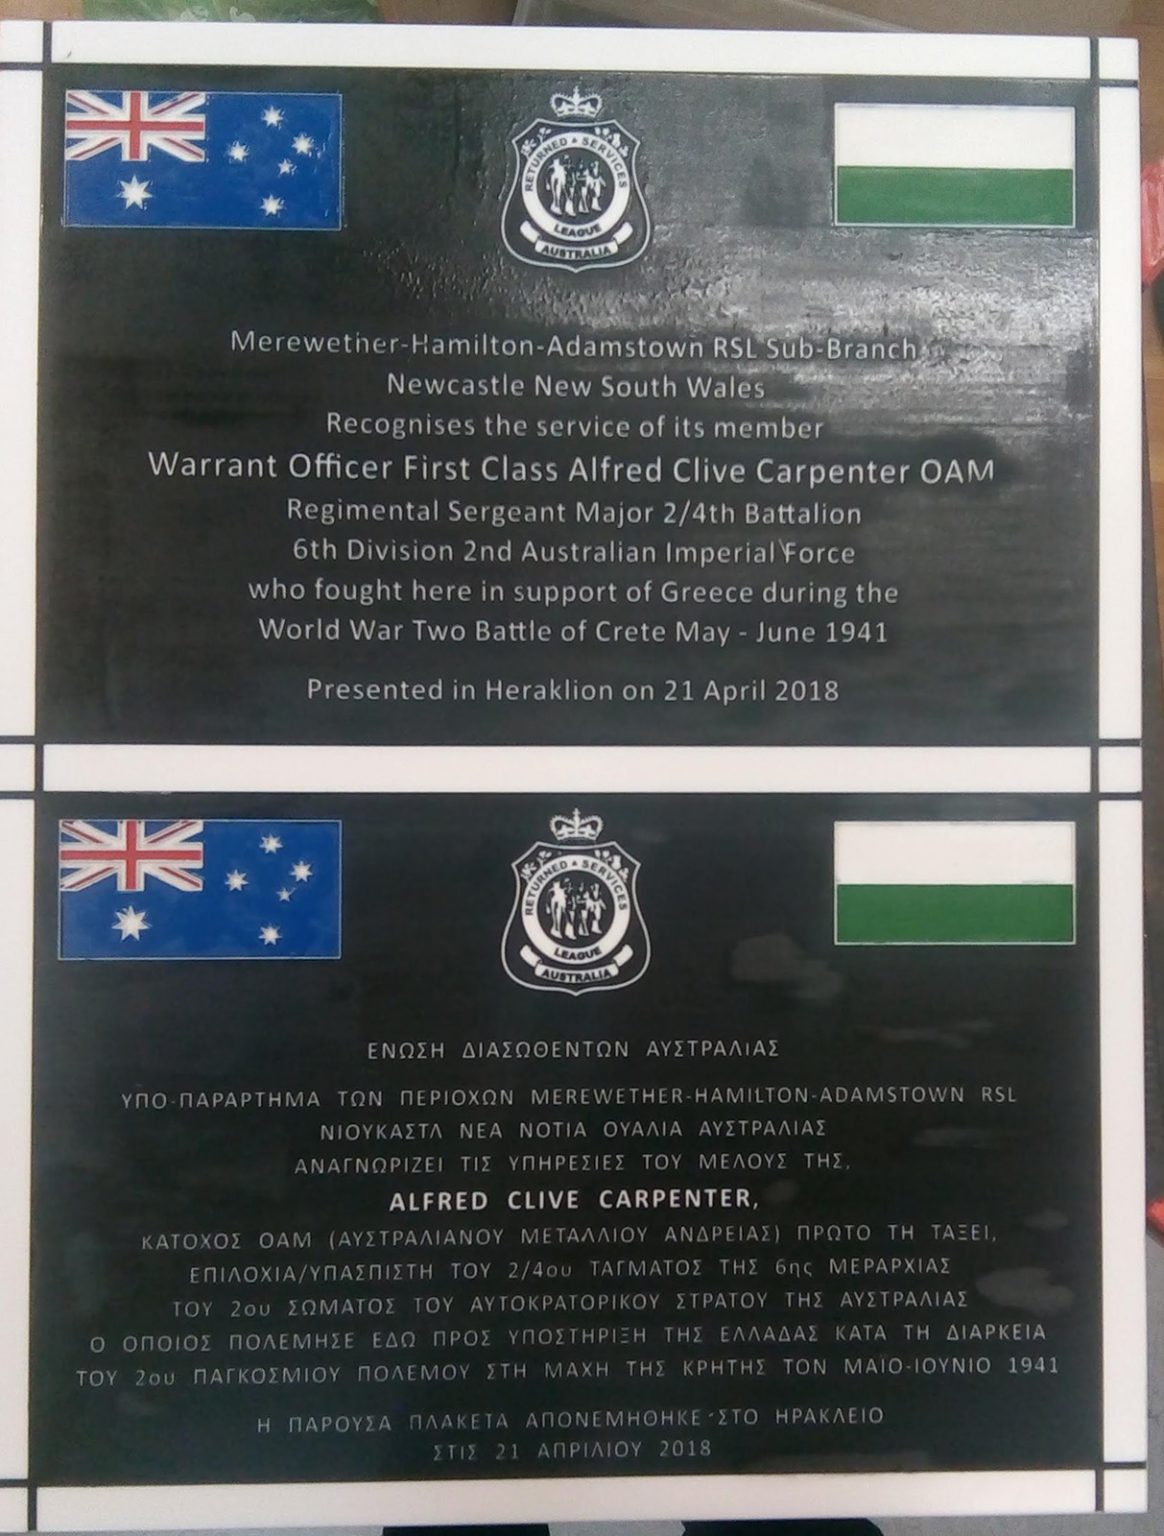 RETURNED & SERVICES
LEAGUE
AUSTRALIA
Merewether-Hamilton-Adamstown RSL Sub-Branch
Newcastle New South Wales
Recognises the service of its member
Warrant Officer First Class Alfred Clive Carpenter OAM
Regimental Sergeant Major 2/4th Battalion
6th Division 2nd Australian Imperial Force
who fought here in support of Greece during the
World War Two Battle of Crete May - June 1941
Presented in Heraklion on 21 April 2018
RETURNED & SERVICES
LEAGUE
AUSTRALIA
ΕΝΩΣΗ ΔΙΑΣΩΘΕΝΤΩΝ ΑΥΣΤΡΑΛιΑΣ
ΥΠΟ-ΠΑΡΑΡΤΗΜΑ ΤΩΝ ΠΕΡΙΟΧΩΝ MEREWETHER-HAMILTON-ADAMSTOWN RSL
ΝΙΟΥΚΑΣΤΛ ΝΕΑ ΝΟΤΙΑ ΟΥΑΛΙΑ ΑΥΣΤΡΑΛΙΑΣ
ΑΝΑΓΝΩΡΙΖΕΙ ΤΙΣ ΥΠΗΡΕΣΙΕΣ ΤΟΥ ΜΕΛΟΥΣ ΤΗΣ,
ALFRED CLIVE CARPENTER,
ΚΑΤΟΧΟΣ ΟΑΜ (ΑΥΣΤΡΑΛΙΑΝΟΥ ΜΕΤΑΛΛΙΟΥ ΑΝΔΡΕΙΑΣ) ΠΡΩΤΟ ΤΗ ΤΑΞΕΙ,
ΕΠΙΛΟΧΙΑ/ΥΠΑΣΠΙΣΤΗ ΤΟΥ 2/4ου ΤΑΓΜΑΤΟΣ ΤΗΣ 6ης ΜΕΡΑΡΧΙΑΣ
ΤΟΥ 2ου ΣΩΜΑΤΟΣ ΤΟΥ ΑΥΤΟΚΡΑΤΟΡΙΚΟΥ ΣΤΡΑΤΟΥ ΤΗΣ ΑΥΣΤΡΑΛΙΑΣ
Ο ΟΠΟΙΟΣ ΠΟΛΕΜΗΣΕ ΕΔΩ ΠΡΟΣ ΥΠΟΣΤΗΡΙΞΗ ΤΗΣ ΕΛΛΑΔΑΣ ΚΑΤΑ ΤΗ ΔΙΑΡΚΕΙΑ
ΤΟΥ 2ου ΠΑΓΚΟΣΜΙΟΥ ΠΟΛΕΜΟΥ ΣΤΗ ΜΑΧΗ ΤΗΣ ΚΡΗΤΗΣ ΤΟΝ ΜΑΙΟ-ΙΟΥΝΙΟ 1941
Η ΠΑΡΟΥΣΑ ΠΛΑΚΕΤΑ ΑΠΟΝΕΜΗΘΗΚΕ ΣΤΟ ΗΡΑΚΛΕΙΟ
ΣΤΙΣ 21 ΑΠΡΙΛΙΟΥ 2018